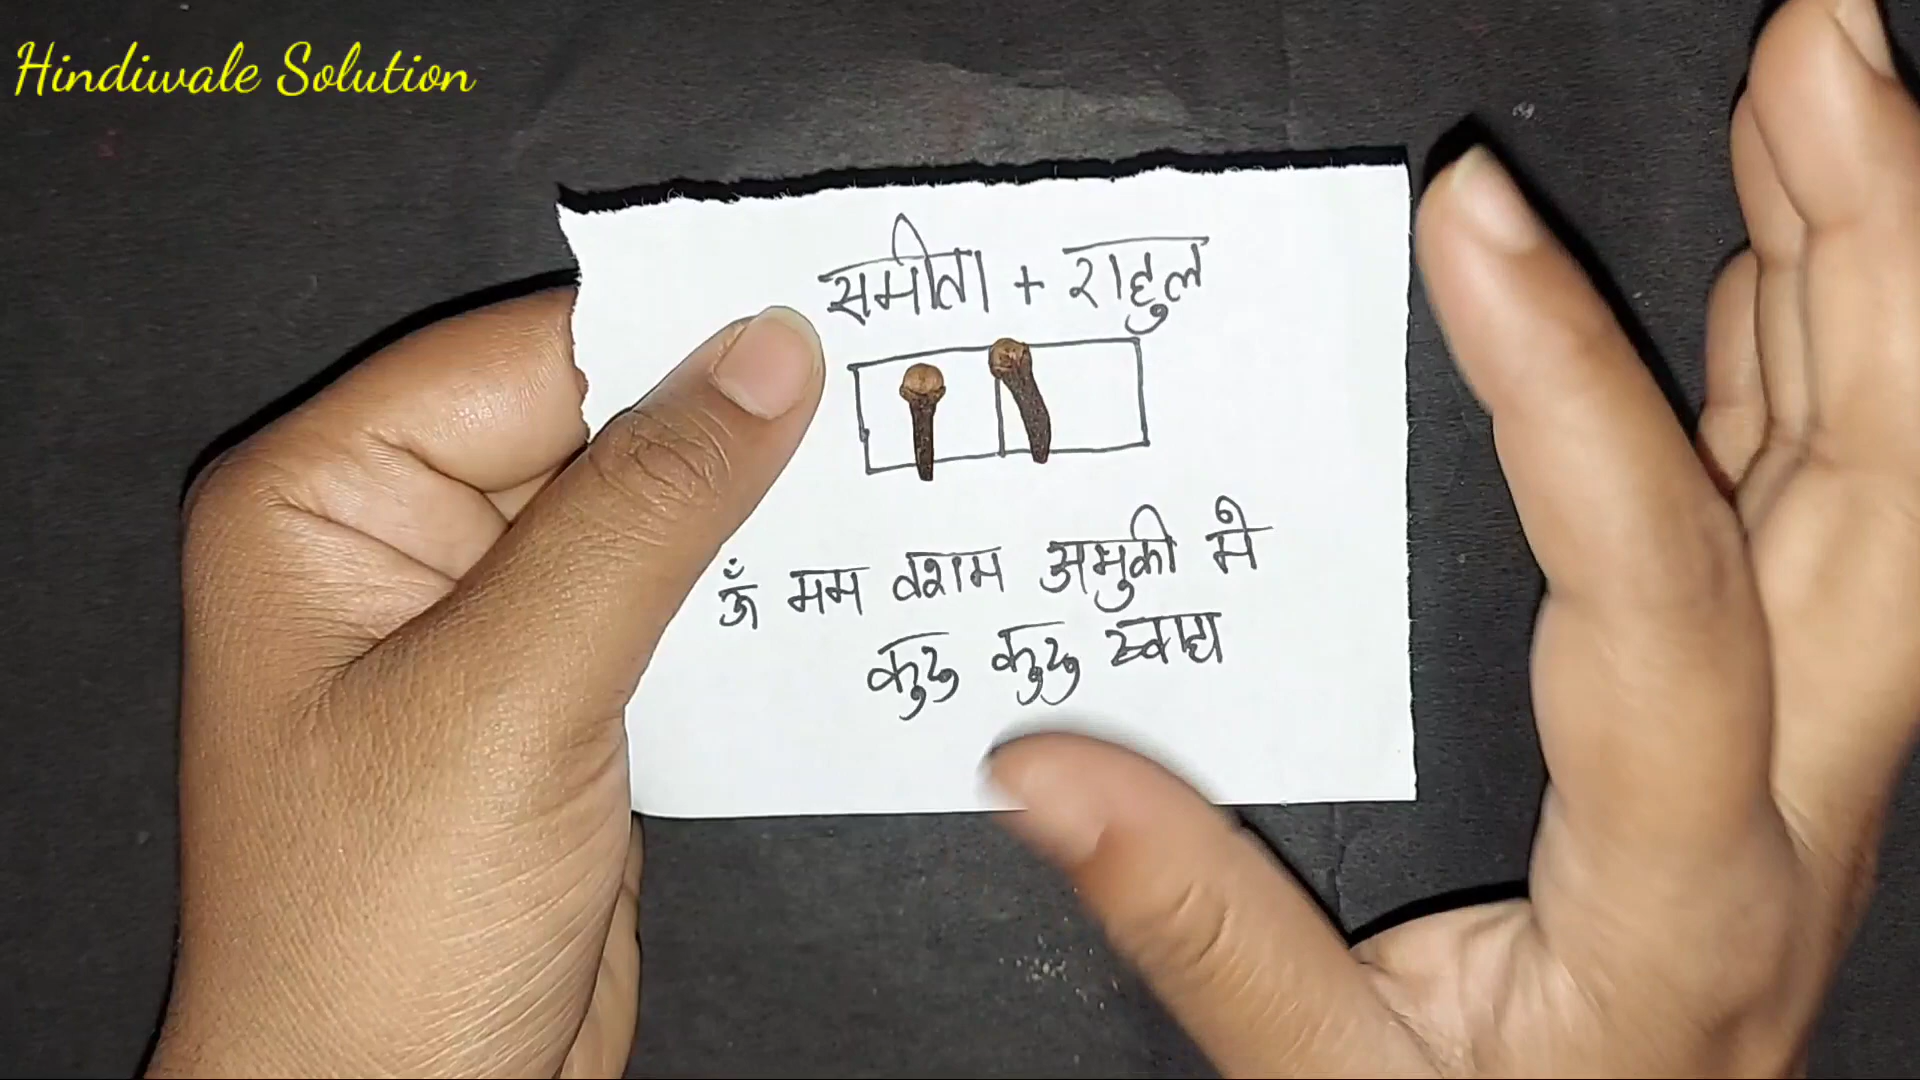 Hindiwale Solution
समीता + राहुल
ॐ मम वशम अमुकी मे
कुरु कुरु स्वाहा